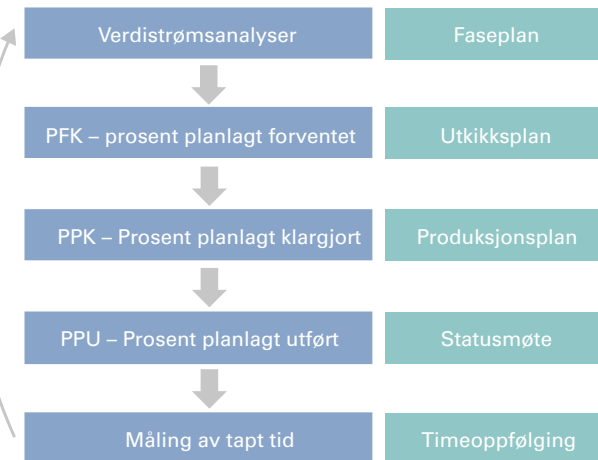 Verdistrømsanalyser
Faseplan
PFK – prosent planlagt forventet
Utkikksplan
PPK – Prosent planlagt klargjort
Produksjonsplan
PPU – Prosent planlagt utført
Statusmøte
Måling av tapt tid
Timeoppfølging